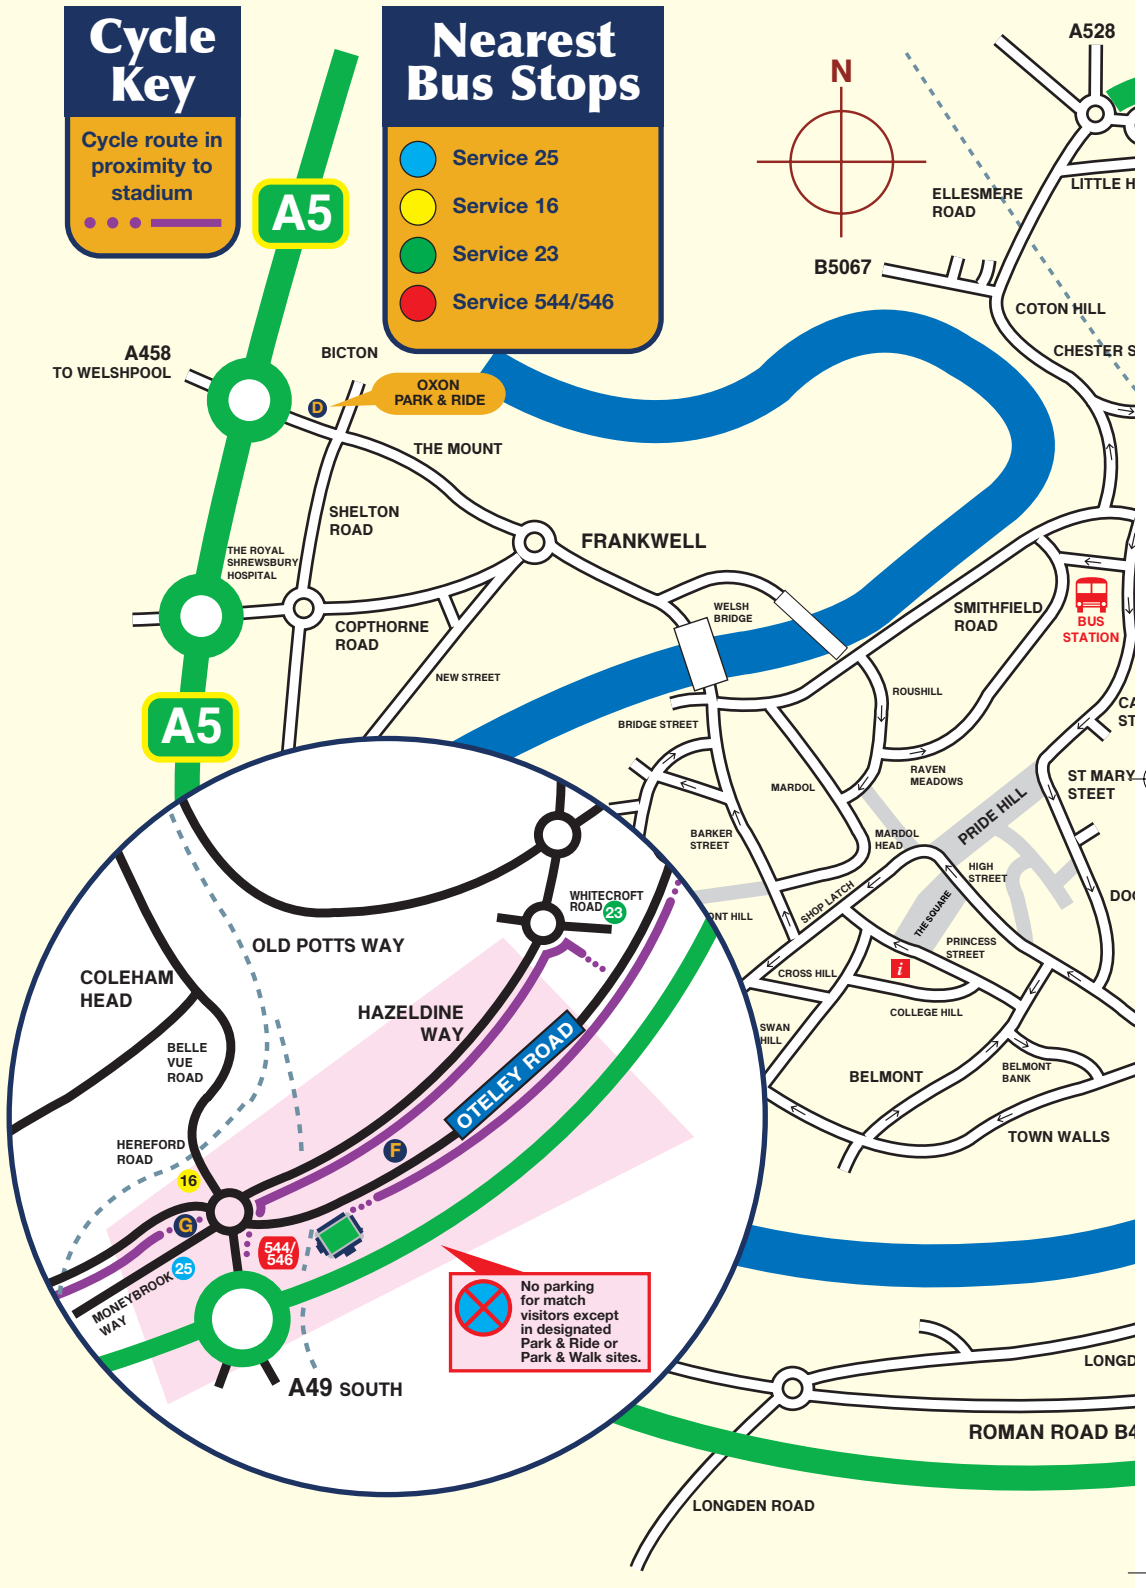 Cycle
Key
Cycle route in
proximity to
stadium
Nearest
Bus Stops
Service 25
Service 16
Service 23
Service 544/546
A5
N
A528
ELLESMERE
ROAD
LITTLE H
B5067
COTON HILL
CHESTER S
A458
TO WELSHPOOL
BICTON
D
OXON
PARK & RIDE
THE MOUNT
SHELTON
ROAD
FRANKWELL
THE ROYAL
SHREWSBURY
HOSPITAL
COPTHORNE
ROAD
NEW STREET
WELSH
BRIDGE
SMITHFIELD
ROAD
BUS
STATION
A5
BRIDGE STREET
ROUSHILL
CA
ST
RAVEN
MEADOWS
MARDOL
ST MARY
STEET
PRIDE HILL
BARKER
STREET
MARDOL
HEAD
HIGH
STREET
DOG
SHOP LATCH
THE SQUARE
ONT HILL
PRINCESS
STREET
i
CROSS HILL
COLLEGE HILL
SWAN
HILL
BELMONT
BELMONT
BANK
TOWN WALLS
WHITECROFT
ROAD
23
OLD POTTS WAY
COLEHAM
HEAD
HAZELDINE
WAY
OTELEY ROAD
BELLE
VUE
ROAD
HEREFORD
ROAD
16
F
G
544/
546
25
MONEYBROOK
WAY
No parking
for match
visitors except
in designated
Park & Ride or
Park & Walk sites.
A49 SOUTH
LONGD
ROMAN ROAD B4
LONGDEN ROAD